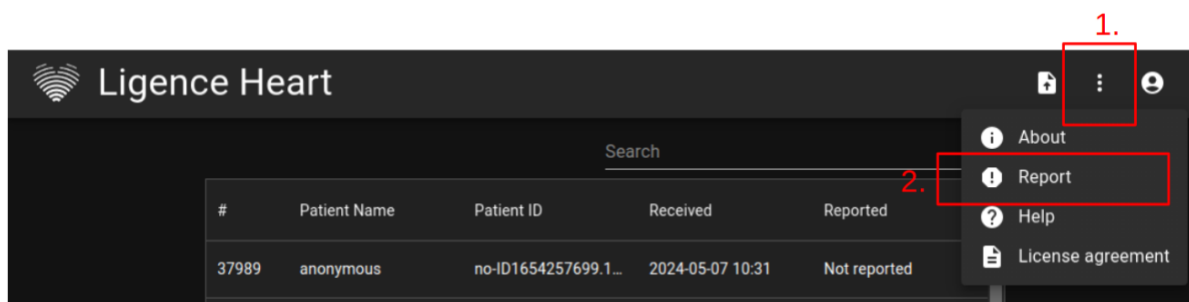 1.
Ligence Heart
About
Search
2.
Report
# Patient Name Patient ID Received Reported
Help
37989 anonymous no-ID1654257699.1... 2024-05-07 10:31 Not reported
License agreement